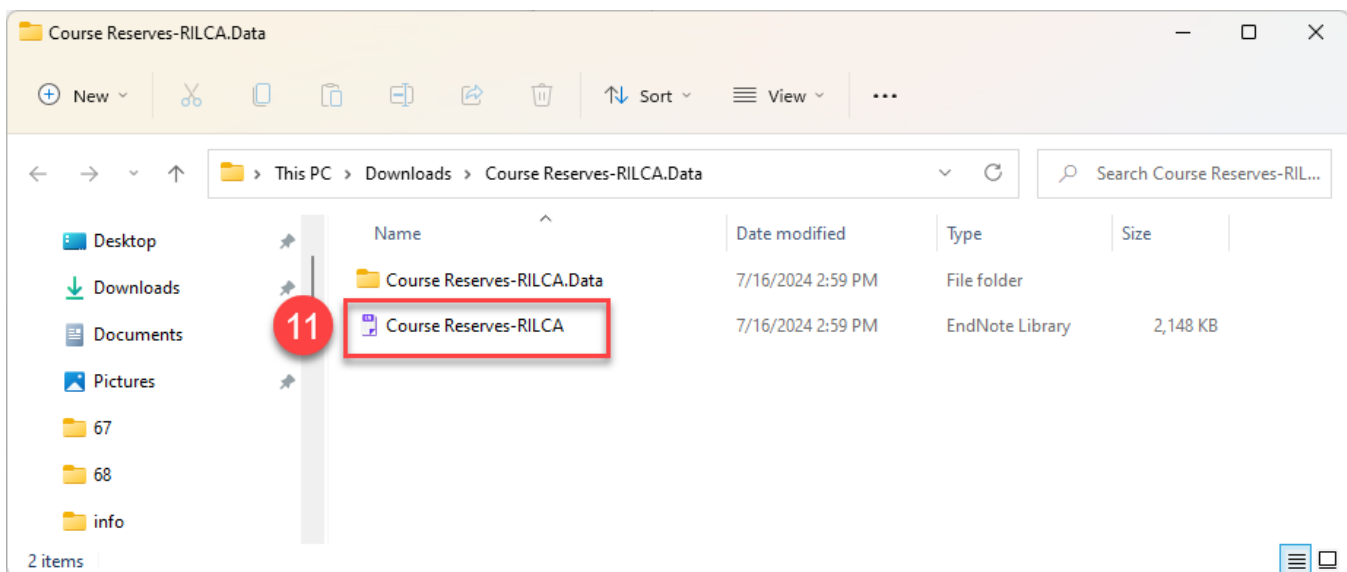 Course Reserves-RILCA.Data
New Sort View ...
This PC > Downloads > Course Reserves-RILCA.Data Search Course Reserves-RIL...
Name Date modified Type Size
Desktop
Course Reserves-RILCA.Data 7/16/2024 2:59 PM File folder
Downloads
11 Course Reserves-RILCA 7/16/2024 2:59 PM EndNote Library 2,148 KB
Documents
Pictures
67
68
info
2 items